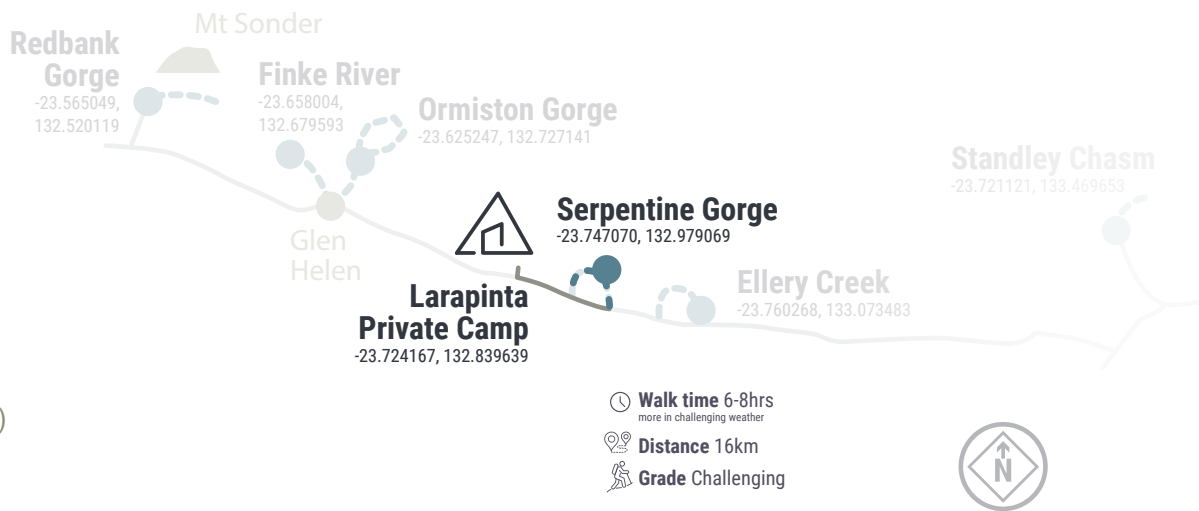 Mt Sonder
Redbank
Gorge
-23.565049,
132.520119
Finke River
-23.658004,
132.679593
Ormiston Gorge
-23.625247, 132.727141
Standley Chasm
-23.721121, 133.469653
Serpentine Gorge
-23.747070, 132.979069
Glen
Helen
Ellery Creek
-23.760268, 133.073483
Larapinta
Private Camp
-23.724167, 132.839639
Walk time 6-8hrs
more in challenging weather
)
Distance 16km
Grade Challenging
N